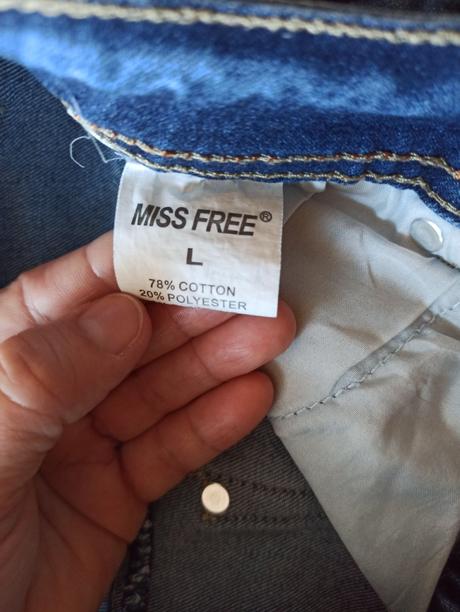 MISS FREE®
L
78% COTTON
20% POLYESTER